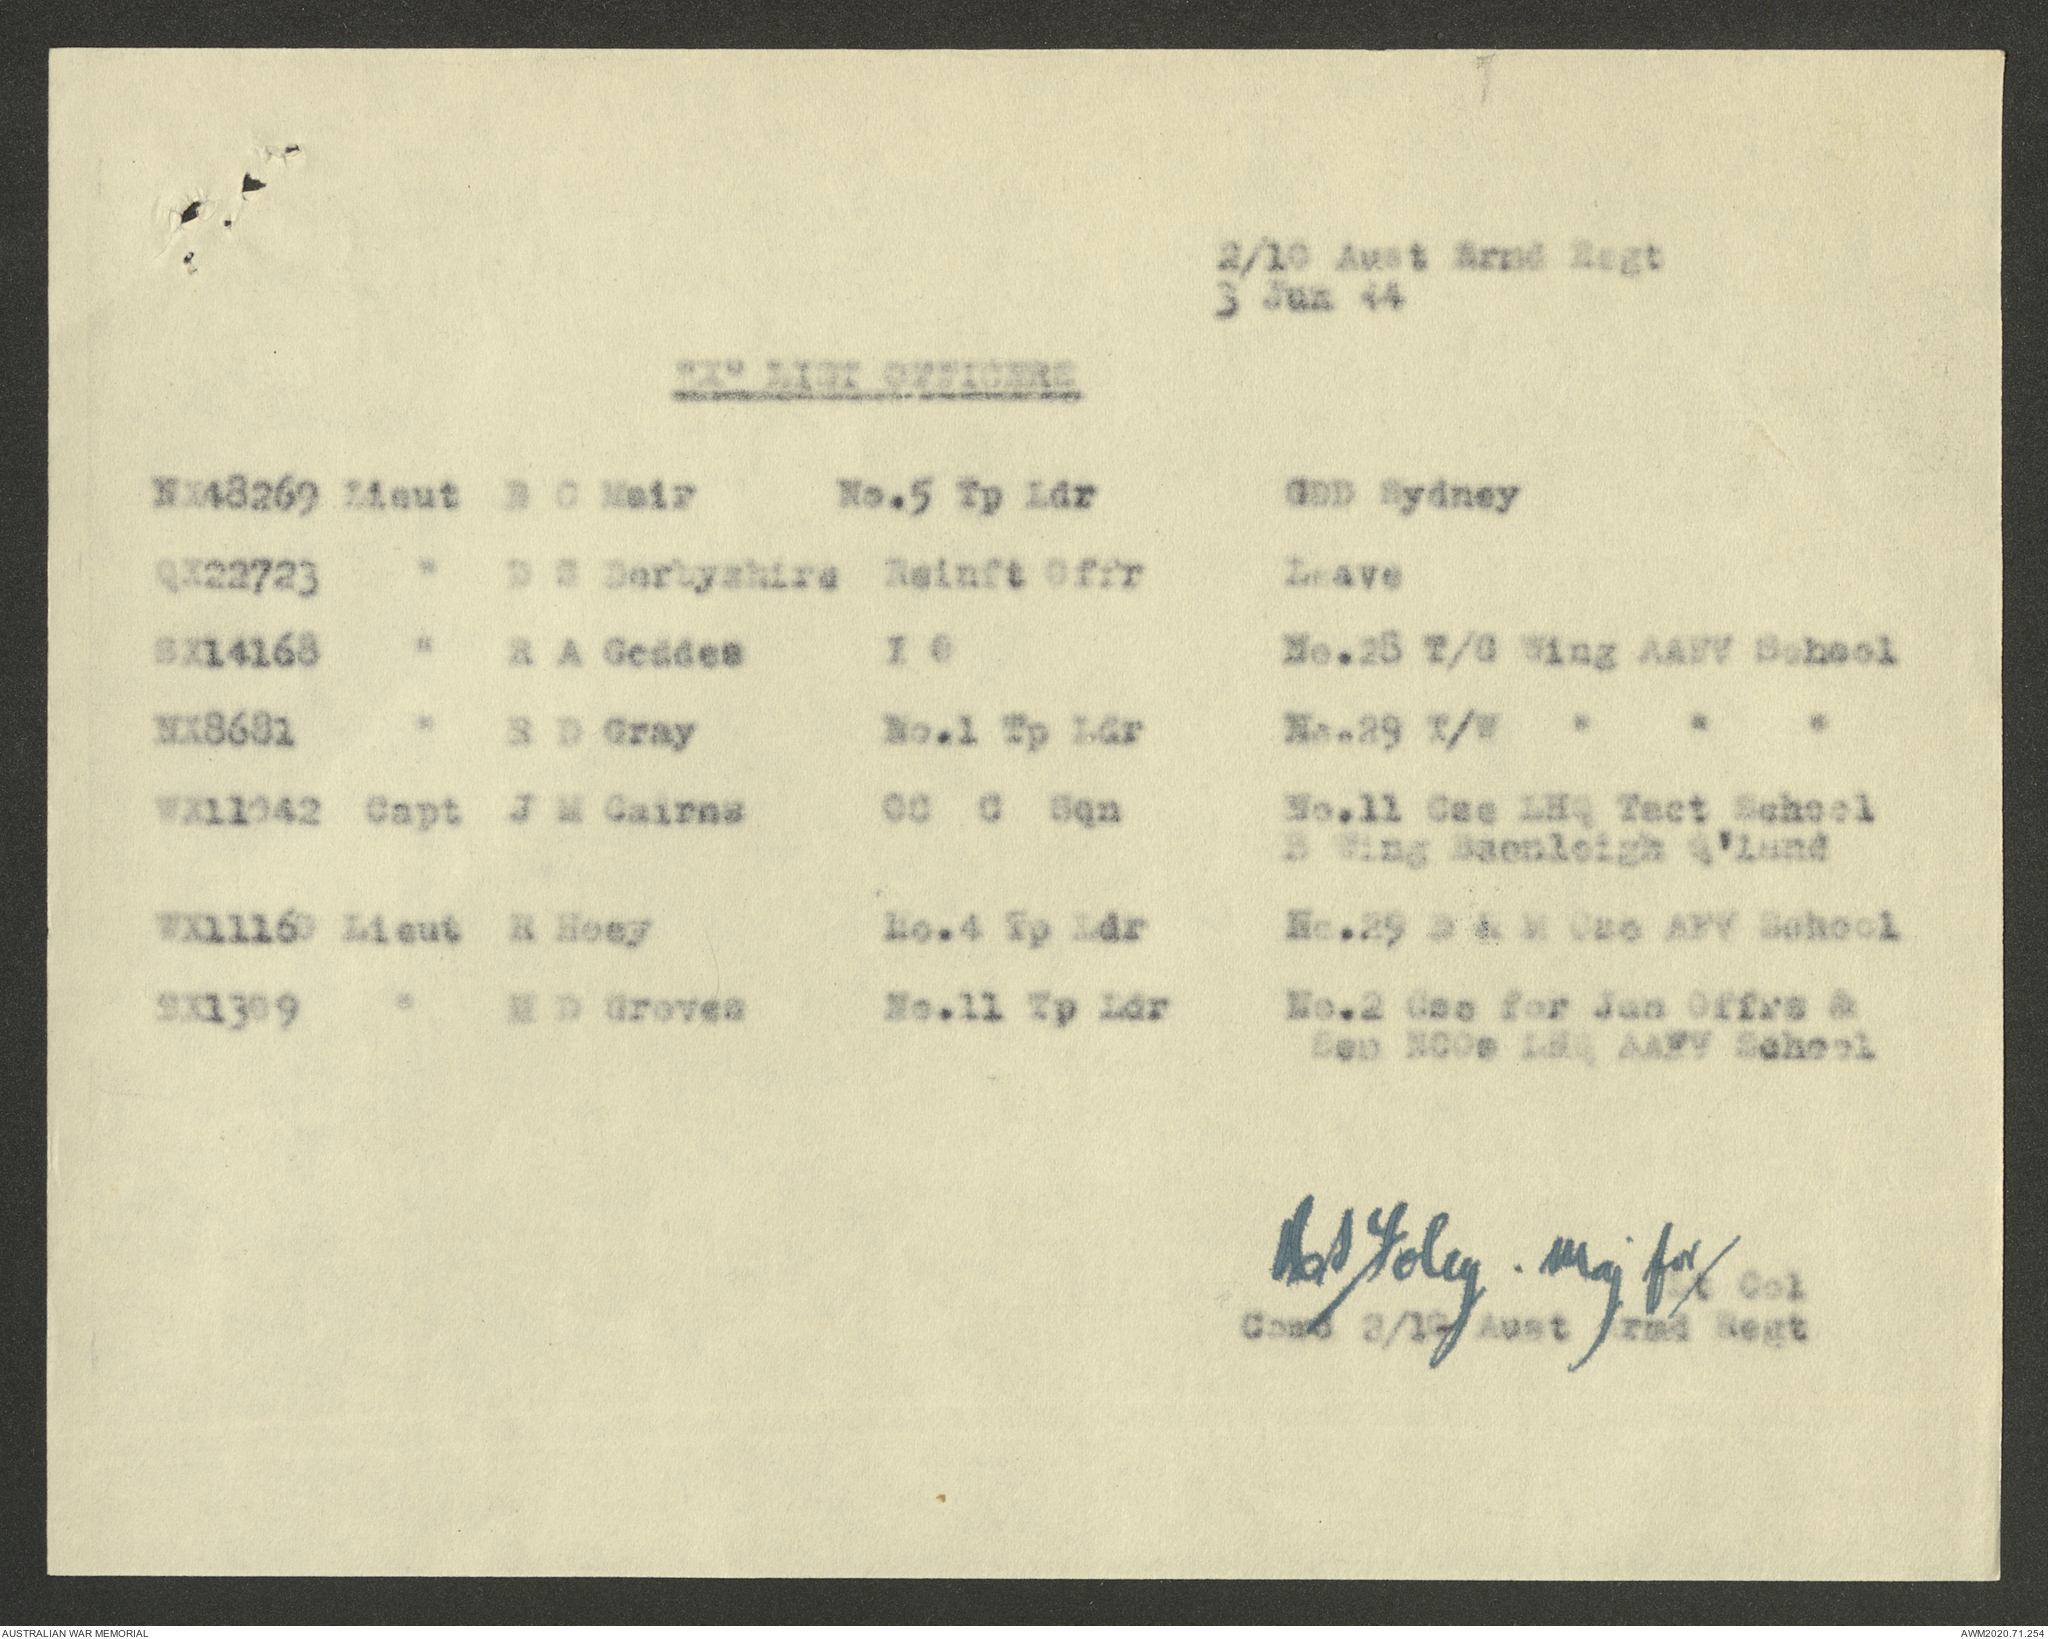 2/10 Aust Armd Regt
3 Jun 44
"X" LIST OFFICERS
NX48269 Lieut R C Mair No.5 Tp Ldr GDD Sydney
QX22723 " D S Derbyshire Reinft Offr Leave
SX14168 " R A Geddes I O No.28 T/G Wing AAFV School
NX8681 " R D Gray No.1 Tp Ldr No.29 T/W " " "
WX11042 Capt J M Cairns OC C Sqn No.11 Cse LHQ Tact School
B Wing Beenleigh Q'land
WX11160 Lieut R Hoey No.4 Tp Ldr No.29 D & M Cse AFV School
SX1309 " M D Groves No.11 Tp Ldr No.2 Cse for Jun Offrs &
Sen NCOs LHQ AAFV School
Foley. Maj for
Lt Col
Comd 2/10 Aust Armd Regt
AUSTRALIAN WAR MEMORIAL
AWM2020.71.254